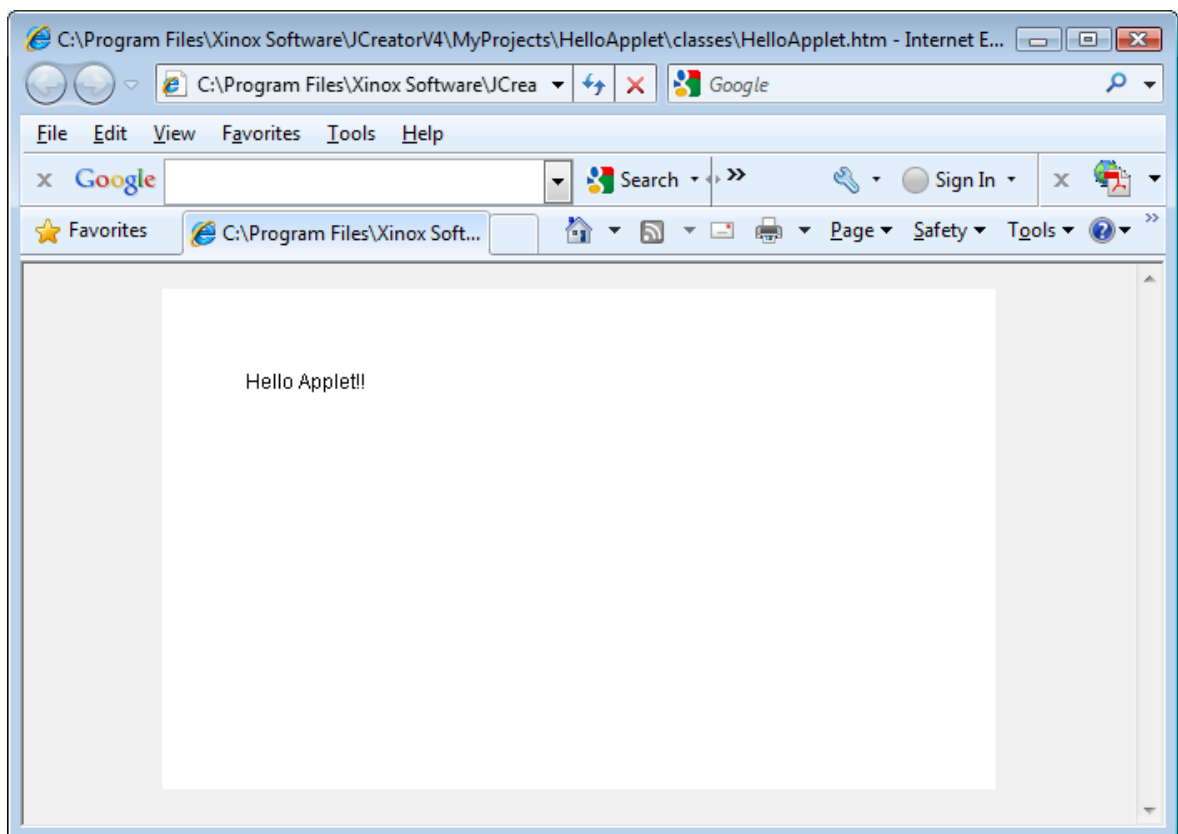 C:\Program Files\Xinox Software\JCreatorV4\MyProjects\HelloApplet\classes\HelloApplet.htm - Internet E...
C:\Program Files\Xinox Software\JCrea Google
File Edit View Favorites Tools Help
x Google Search Sign In x
Favorites C:\Program Files\Xinox Soft... Page Safety Tools
Hello Applet!!